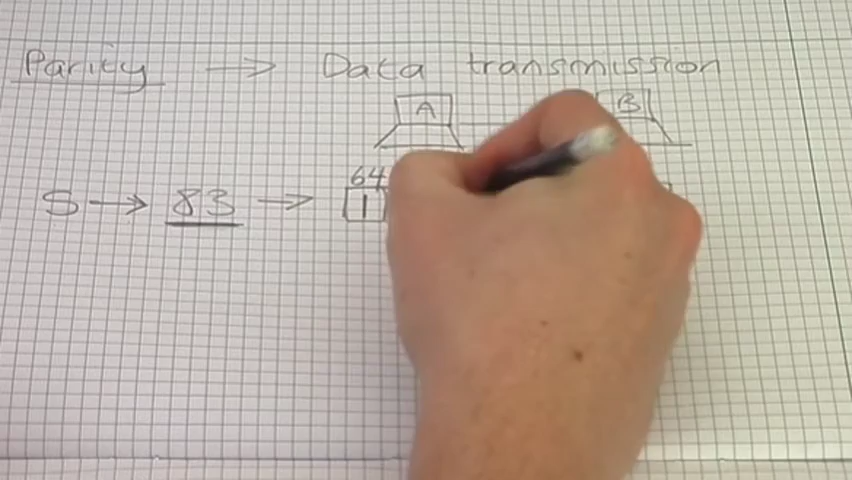 Parity → Data transmission
A B
64
S → 83 → 1